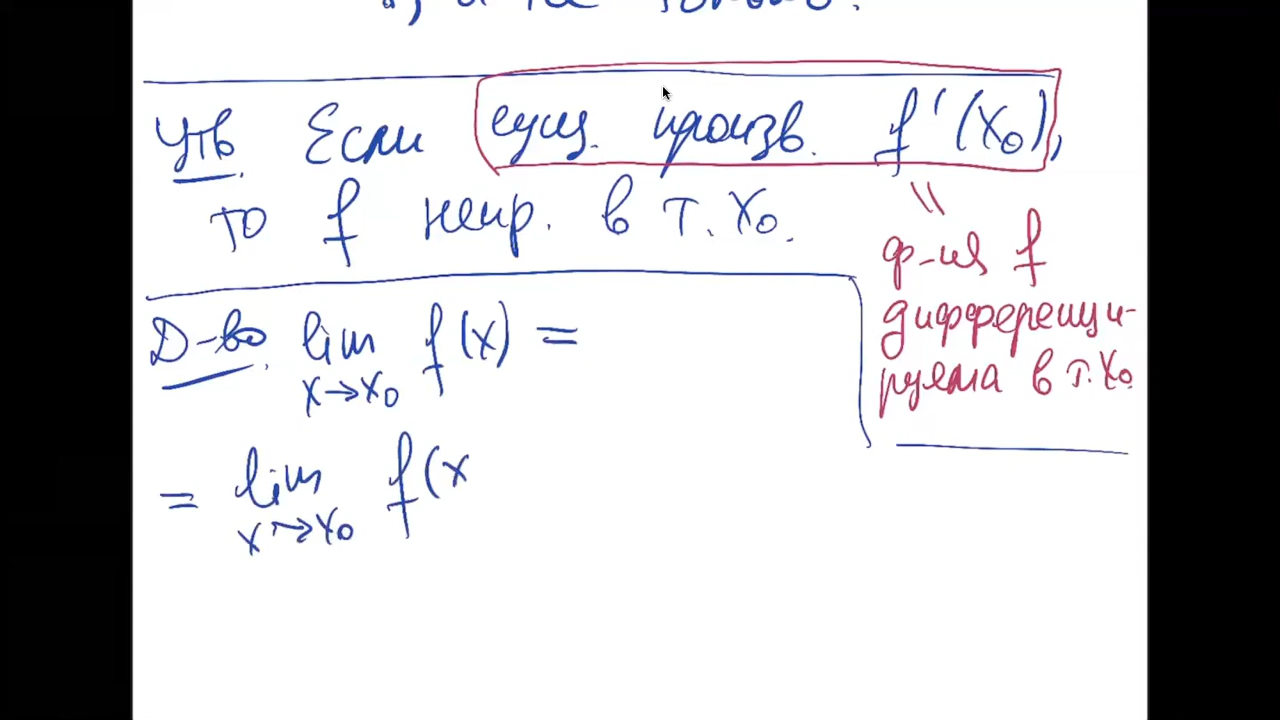 Утв. Если сущ. произв. f'(x₀),
то f непр. в т. x₀.
"
ф-ия f
дифференци-
руема в т. x₀
Д-во. lim f(x) =
x→x₀
= lim f(x
x→x₀